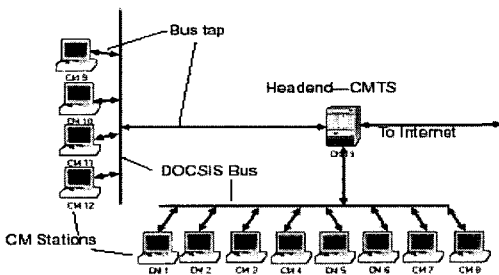 Bus tap
CM 9
Headend—CMTS
CM 10
To Internet
CM 11
DOCSIS Bus
CM 12
CM Stations
CM 1 CM 2 CM 3 CM 4 CM 5 CM 6 CM 7 CM 8